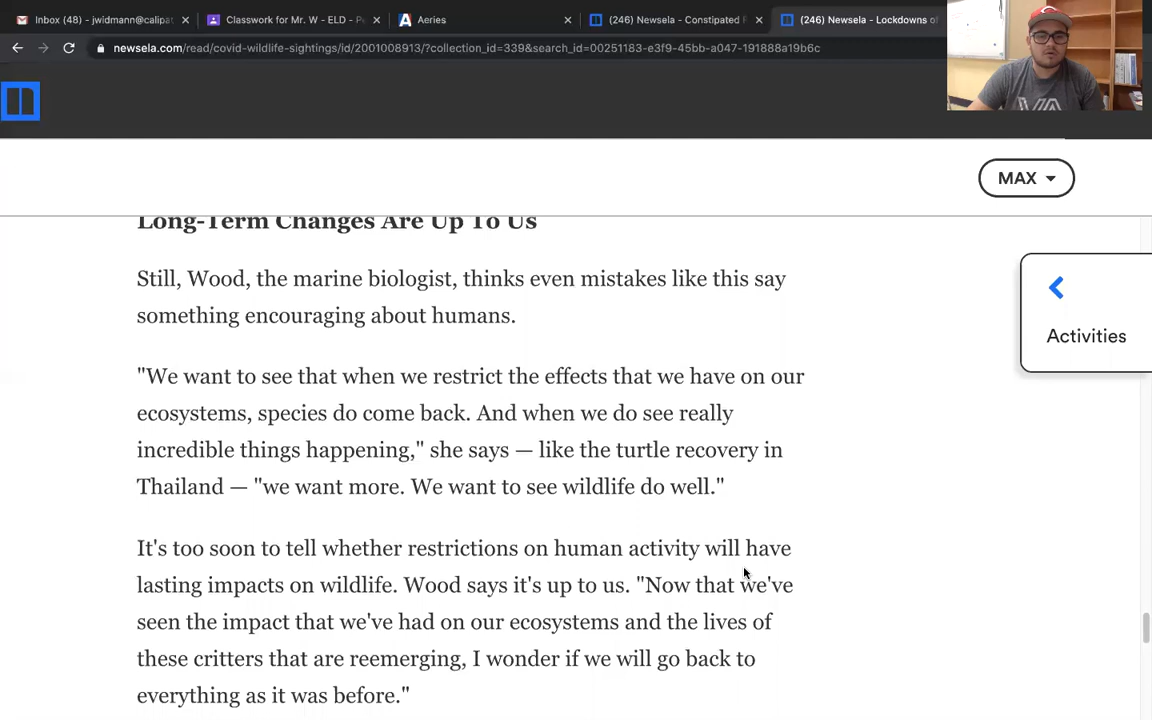 Inbox (48) - jwidmann@calipat
Classwork for Mr. W - ELD - P
Aeries
(246) Newsela - Constipated
(246) Newsela - Lockdowns of
newsela.com/read/covid-wildlife-sightings/id/2001008913/?collection_id=339&search_id=00251183-e3f9-45bb-a047-191888a19b6c
MAX
Long-Term Changes Are Up To Us
Still, Wood, the marine biologist, thinks even mistakes like this say
something encouraging about humans.
"We want to see that when we restrict the effects that we have on our
ecosystems, species do come back. And when we do see really
incredible things happening," she says — like the turtle recovery in
Thailand — "we want more. We want to see wildlife do well."
It's too soon to tell whether restrictions on human activity will have
lasting impacts on wildlife. Wood says it's up to us. "Now that we've
seen the impact that we've had on our ecosystems and the lives of
these critters that are reemerging, I wonder if we will go back to
everything as it was before."
Activities